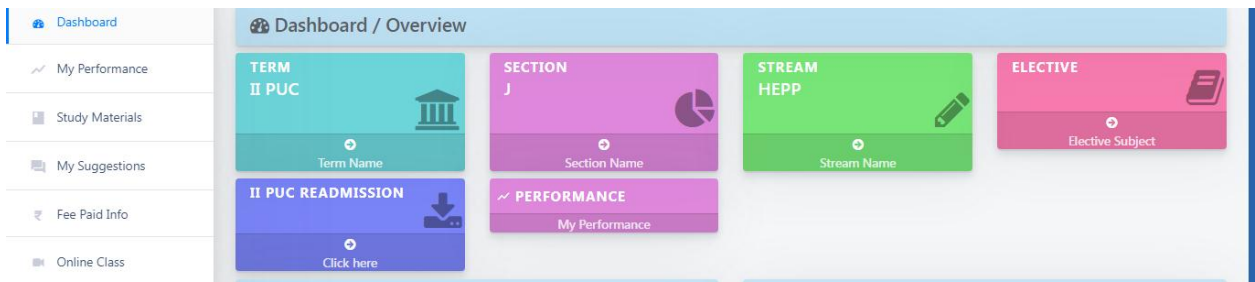 Dashboard
My Performance
Study Materials
My Suggestions
Fee Paid Info
Online Class
Dashboard / Overview
TERM
II PUC
Term Name
SECTION
J
Section Name
STREAM
HEPP
Stream Name
ELECTIVE
Elective Subject
II PUC READMISSION
Click here
PERFORMANCE
My Performance